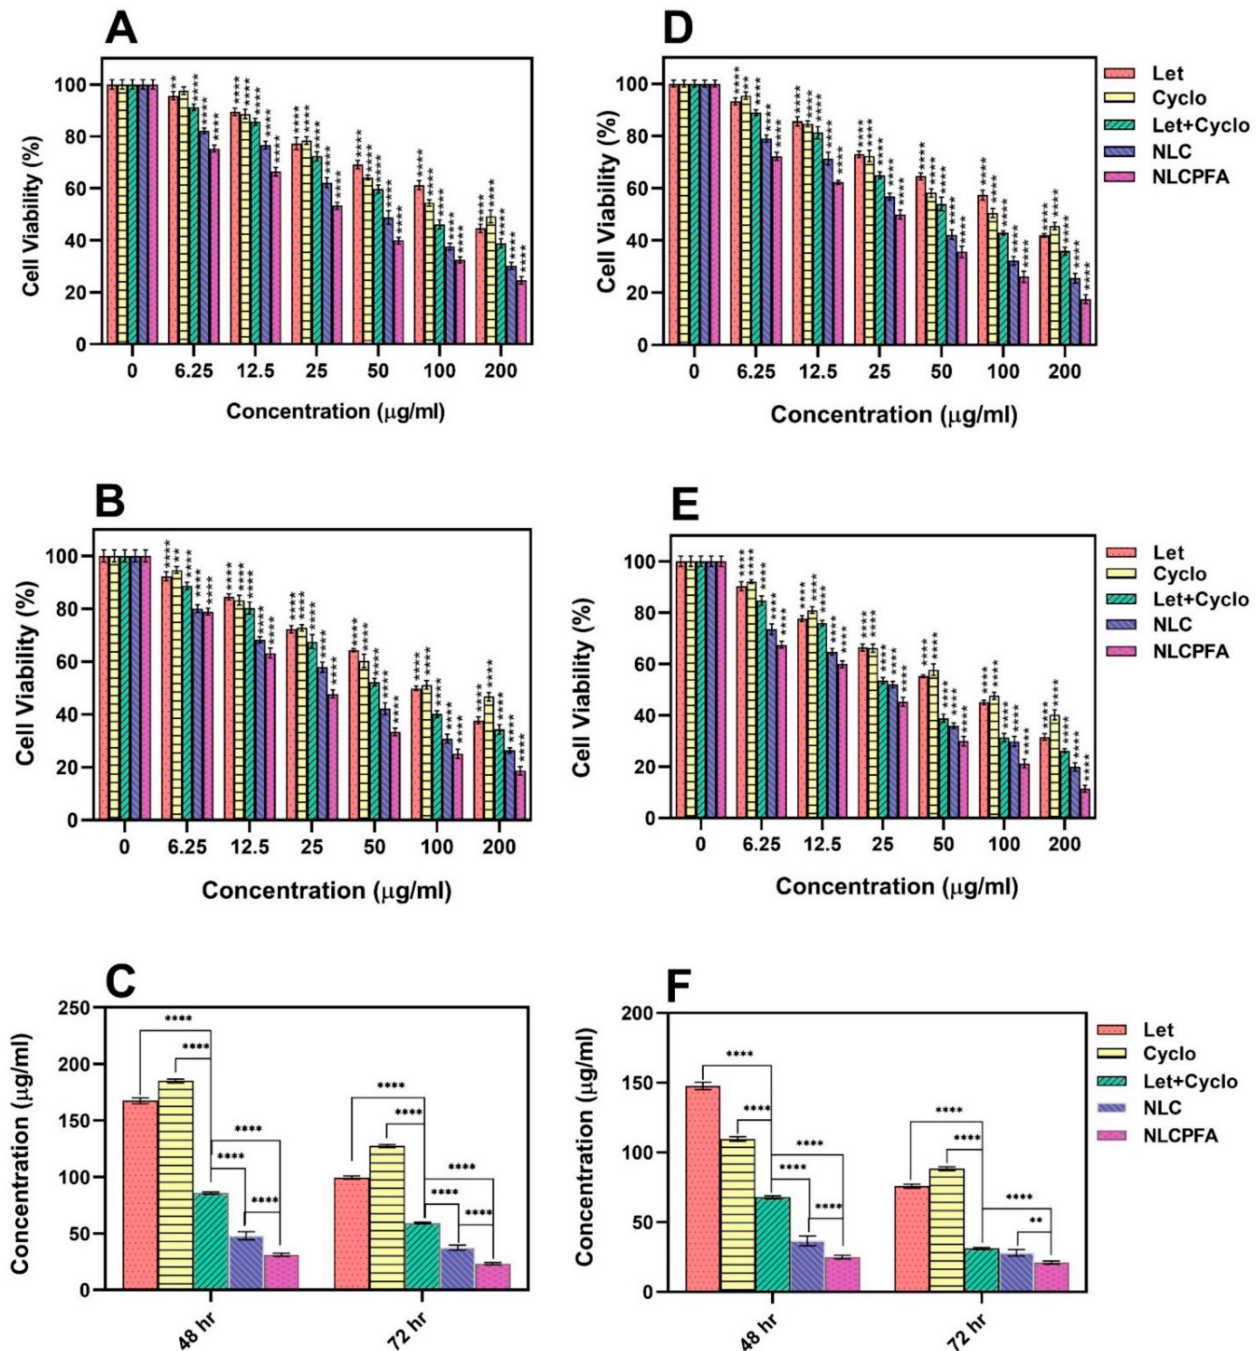 A
Cell Viability (%)
100
80
60
40
20
0
0 6.25 12.5 25 50 100 200
Concentration (μg/ml)
D
Cell Viability (%)
100
80
60
40
20
0
0 6.25 12.5 25 50 100 200
Concentration (μg/ml)
Let
Cyclo
Let+Cyclo
NLC
NLCPFA
B
Cell Viability (%)
100
80
60
40
20
0
0 6.25 12.5 25 50 100 200
Concentration (μg/ml)
E
Cell Viability (%)
100
80
60
40
20
0
0 6.25 12.5 25 50 100 200
Concentration (μg/ml)
Let
Cyclo
Let+Cyclo
NLC
NLCPFA
C
Concentration (μg/ml)
250
200
150
100
50
0
**** **** **** **** ****
**** **** **** **** ****
48 hr 72 hr
F
Concentration (μg/ml)
200
150
100
50
0
**** **** **** **** ****
**** **** **** **
48 hr 72 hr
Let
Cyclo
Let+Cyclo
NLC
NLCPFA